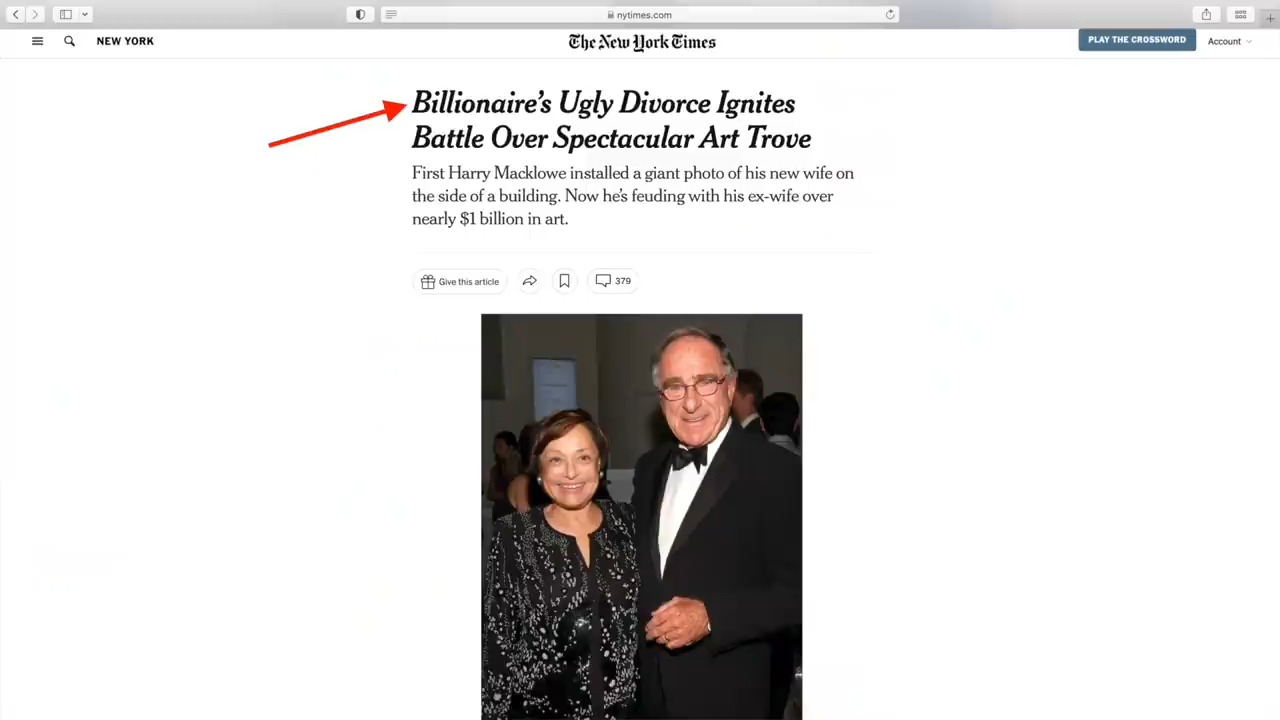 nytimes.com
NEW YORK
The New York Times
PLAY THE CROSSWORD
Account
Billionaire's Ugly Divorce Ignites
Battle Over Spectacular Art Trove
First Harry Macklowe installed a giant photo of his new wife on
the side of a building. Now he's feuding with his ex-wife over
nearly $1 billion in art.
Give this article
379